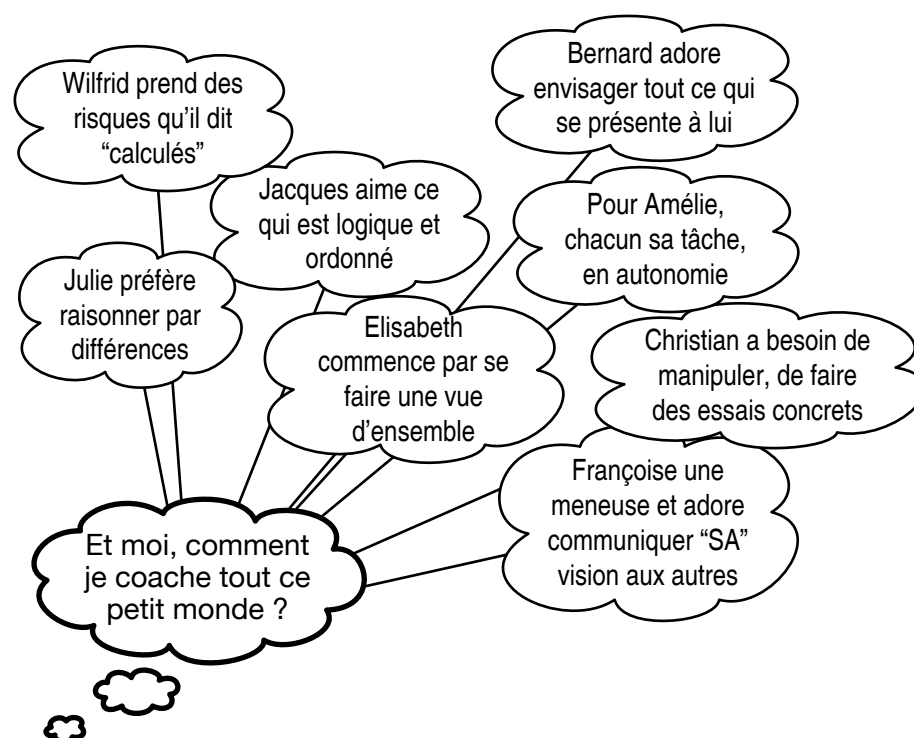 Wilfrid prend des
risques qu'il dit
“calculés”
Bernard adore
envisager tout ce qui
se présente à lui
Jacques aime ce
qui est logique et
ordonné
Pour Amélie,
chacun sa tâche,
en autonomie
Julie préfère
raisonner par
différences
Elisabeth
commence par se
faire une vue
d'ensemble
Christian a besoin de
manipuler, de faire
des essais concrets
Françoise une
meneuse et adore
communiquer “SA”
vision aux autres
Et moi, comment
je coache tout ce
petit monde ?